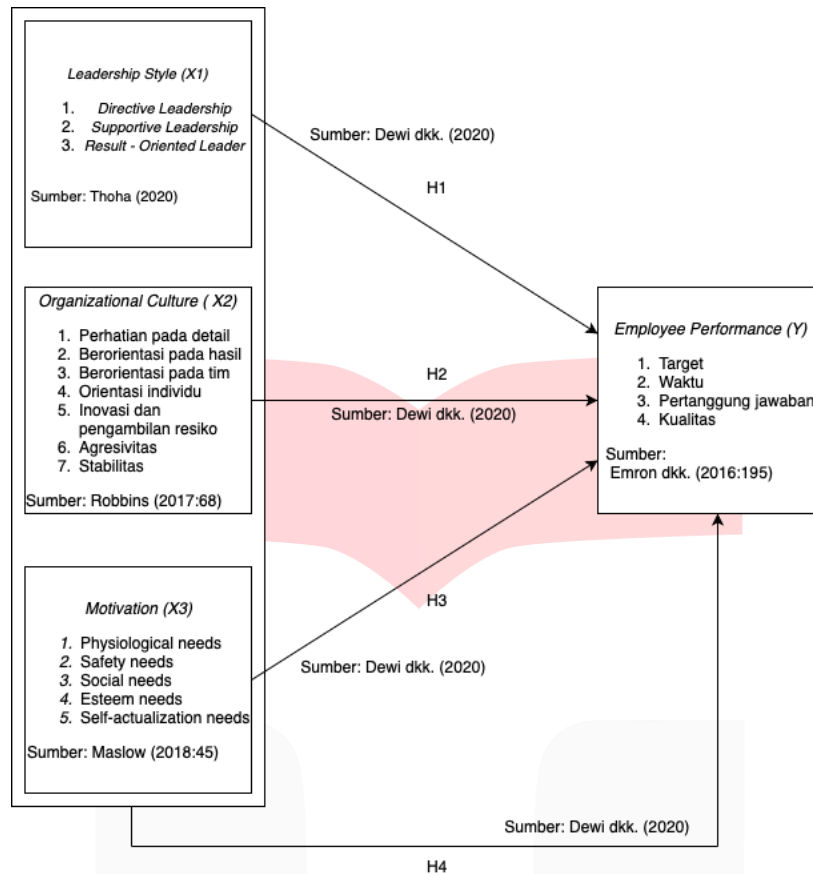 Leadership Style (X1)
1. Directive Leadership
2. Supportive Leadership
3. Result - Oriented Leader
Sumber: Thoha (2020)
Sumber: Dewi dkk. (2020)
H1
Organizational Culture ( X2)
1. Perhatian pada detail
2. Berorientasi pada hasil
3. Berorientasi pada tim
4. Orientasi individu
5. Inovasi dan
pengambilan resiko
6. Agresivitas
7. Stabilitas
Sumber: Robbins (2017:68)
H2
Sumber: Dewi dkk. (2020)
Employee Performance (Y)
1. Target
2. Waktu
3. Pertanggung jawaban
4. Kualitas
Sumber:
Emron dkk. (2016:195)
Motivation (X3)
1. Physiological needs
2. Safety needs
3. Social needs
4. Esteem needs
5. Self-actualization needs
Sumber: Maslow (2018:45)
H3
Sumber: Dewi dkk. (2020)
Sumber: Dewi dkk. (2020)
H4